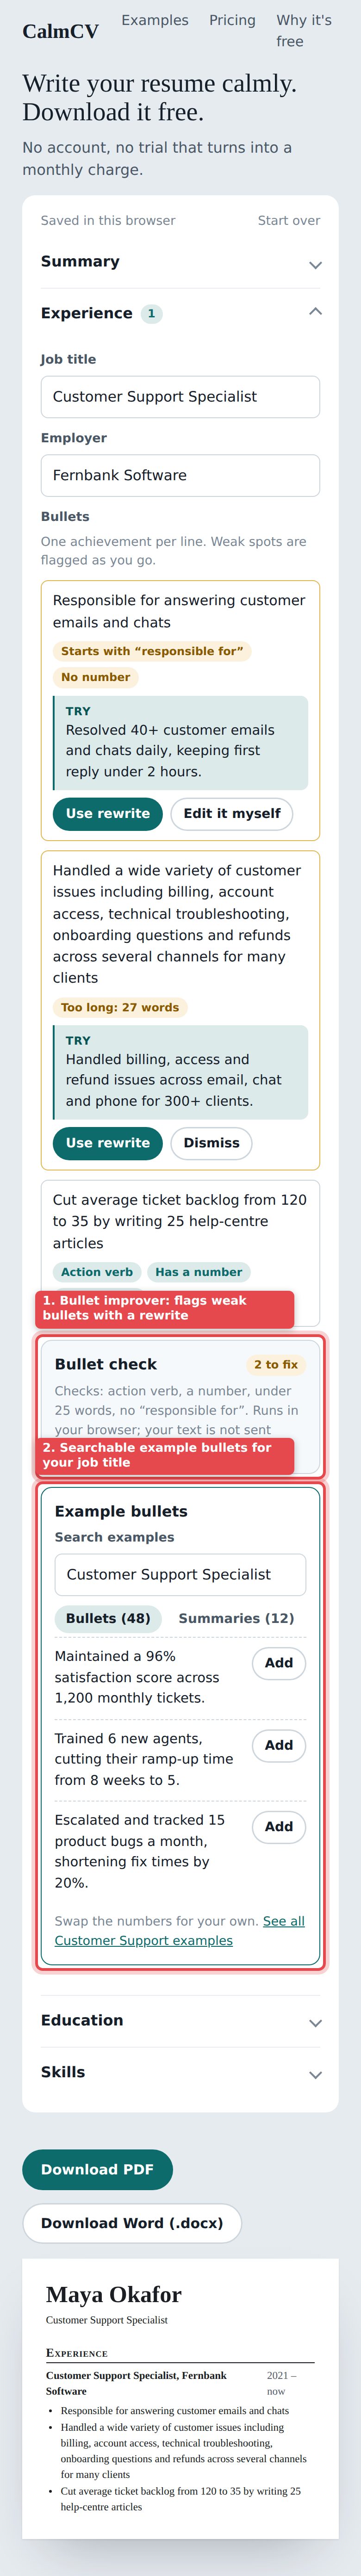 CalmCV
Examples
Pricing
Why it's
free
Write your resume calmly.
Download it free.
No account, no trial that turns into a
monthly charge.
Saved in this browser
Start over
Summary
Experience 1
Job title
Customer Support Specialist
Employer
Fernbank Software
Bullets
One achievement per line. Weak spots are
flagged as you go.
Responsible for answering customer
emails and chats
Starts with “responsible for”
No number
TRY
Resolved 40+ customer emails
and chats daily, keeping first
reply under 2 hours.
Use rewrite
Edit it myself
Handled a wide variety of customer
issues including billing, account
access, technical troubleshooting,
onboarding questions and refunds
across several channels for many
clients
Too long: 27 words
TRY
Handled billing, access and
refund issues across email, chat
and phone for 300+ clients.
Use rewrite
Dismiss
Cut average ticket backlog from 120
to 35 by writing 25 help-centre
articles
Action verb
Has a number
1. Bullet improver: flags weak
bullets with a rewrite
Bullet check
2 to fix
Checks: action verb, a number, under
25 words, no “responsible for”. Runs in
your browser; your text is not sent
2. Searchable example bullets for
your job title
Example bullets
Search examples
Customer Support Specialist
Bullets (48)
Summaries (12)
Maintained a 96%
satisfaction score across
1,200 monthly tickets.
Add
Trained 6 new agents,
cutting their ramp-up time
from 8 weeks to 5.
Add
Escalated and tracked 15
product bugs a month,
shortening fix times by
20%.
Add
Swap the numbers for your own. See all
Customer Support examples
Education
Skills
Download PDF
Download Word (.docx)
Maya Okafor
Customer Support Specialist
Experience
Customer Support Specialist, Fernbank
Software
2021 –
now
• Responsible for answering customer emails and chats
• Handled a wide variety of customer issues including
billing, account access, technical troubleshooting,
onboarding questions and refunds across several channels
for many clients
• Cut average ticket backlog from 120 to 35 by writing 25
help-centre articles